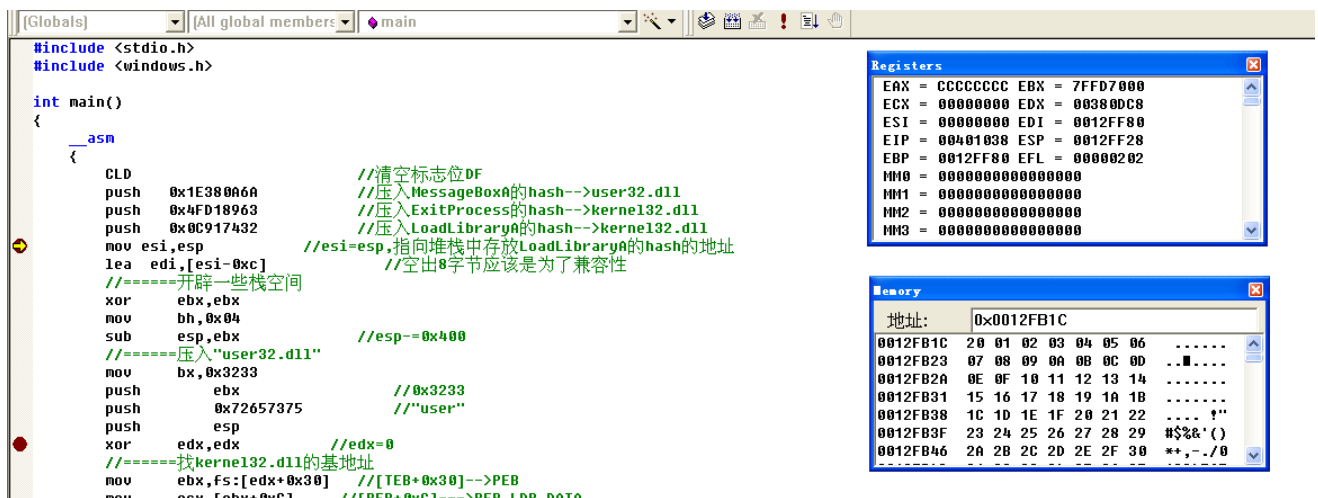 (Globals) (All global members main
#include <stdio.h>
#include <windows.h>
int main()
{
__asm
{
CLD //清空标志位DF
push 0x1E380A6A //压入MessageBoxA的hash-->user32.dll
push 0x4FD18963 //压入ExitProcess的hash-->kernel32.dll
push 0x0C917432 //压入LoadLibraryA的hash-->kernel32.dll
mov esi,esp //esi=esp,指向堆栈中存放LoadLibraryA的hash的地址
lea edi,[esi-0xc] //空出8字节应该是为了兼容性
//======开辟一些栈空间
xor ebx,ebx
mov bh,0x04
sub esp,ebx //esp-=0x400
//======压入"user32.dll"
mov bx,0x3233
push ebx //0x3233
push 0x72657375 //"user"
push esp
xor edx,edx //edx=0
//======找kernel32.dll的基地址
mov ebx,fs:[edx+0x30] //[TEB+0x30]-->PEB
Registers
EAX = CCCCCCCC EBX = 7FFD7000
ECX = 00000000 EDX = 00380DC8
ESI = 00000000 EDI = 0012FF80
EIP = 00401038 ESP = 0012FF28
EBP = 0012FF80 EFL = 00000202
MM0 = 0000000000000000
MM1 = 0000000000000000
MM2 = 0000000000000000
MM3 = 0000000000000000
Memory
地址: 0x0012FB1C
0012FB1C 20 01 02 03 04 05 06 ......
0012FB23 07 08 09 0A 0B 0C 0D ..█....
0012FB2A 0E 0F 10 11 12 13 14 .......
0012FB31 15 16 17 18 19 1A 1B .......
0012FB38 1C 1D 1E 1F 20 21 22 .... !"
0012FB3F 23 24 25 26 27 28 29 #$%&'()
0012FB46 2A 2B 2C 2D 2E 2F 30 *+,-./0